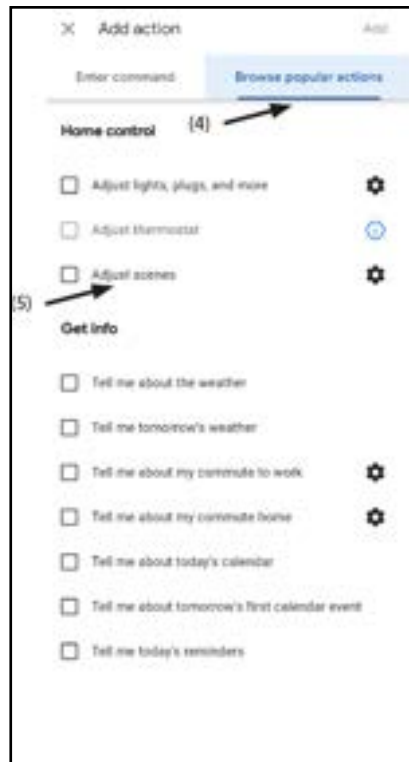 × Add action Add
Enter command Browse popular actions
(4)
Home control
Adjust lights, plugs, and more
Adjust thermostat
Adjust scenes
(5)
Get info
Tell me about the weather
Tell me tomorrow's weather
Tell me about my commute to work
Tell me about my commute home
Tell me about today's calendar
Tell me about tomorrow's first calendar event
Tell me today's reminders